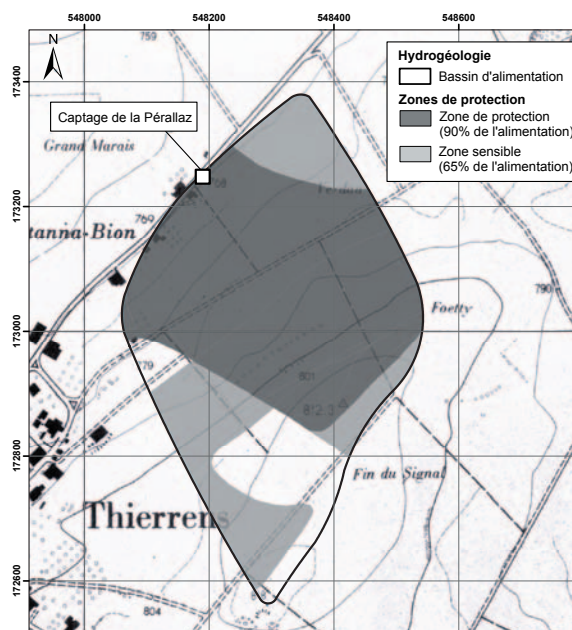 548000 548200 548400 548600
N
759
173400
Hydrogéologie
Bassin d'alimentation
Zones de protection
Zone de protection
(90% de l'alimentation)
Zone sensible
(65% de l'alimentation)
Captage de la Pérallaz
Grand Marais
173200
769
tanna-Bion
790
Foetty
173000
779
801
812.3
172800
Fin du Signal
Thierrens
172600
804